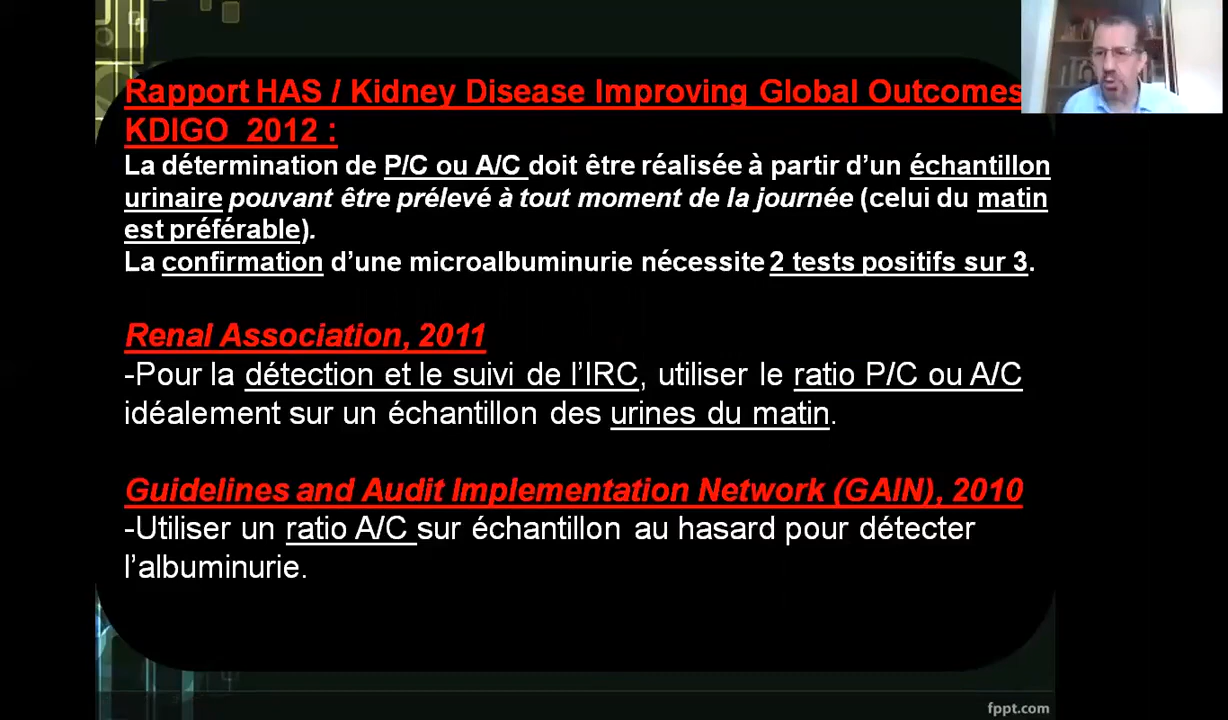 Rapport HAS / Kidney Disease Improving Global Outcomes
KDIGO 2012 :
La détermination de P/C ou A/C doit être réalisée à partir d’un échantillon
urinaire pouvant être prélevé à tout moment de la journée (celui du matin
est préférable).
La confirmation d’une microalbuminurie nécessite 2 tests positifs sur 3.
Renal Association, 2011
-Pour la détection et le suivi de l’IRC, utiliser le ratio P/C ou A/C
idéalement sur un échantillon des urines du matin.
Guidelines and Audit Implementation Network (GAIN), 2010
-Utiliser un ratio A/C sur échantillon au hasard pour détecter
l’albuminurie.
fppt.com